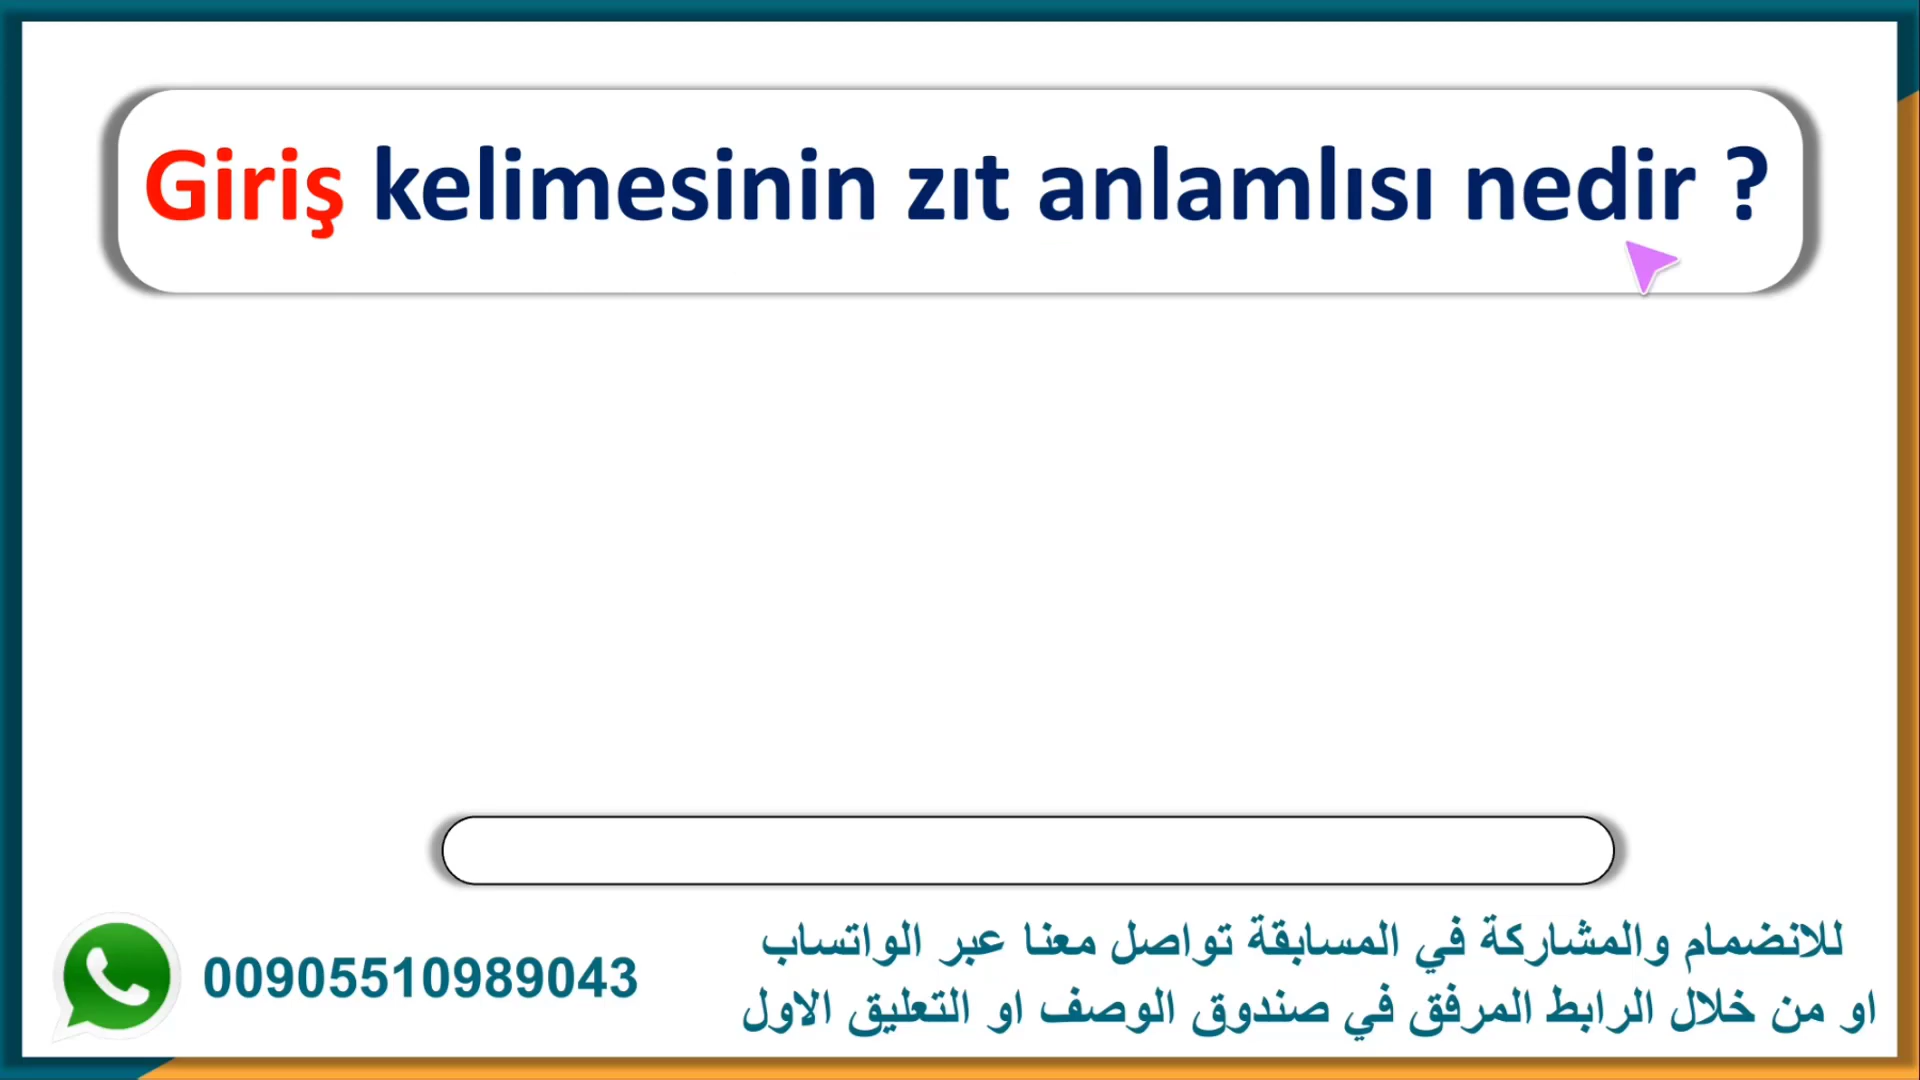 Giriş kelimesinin zıt anlamlısı nedir ?
للانضمام والمشاركة في المسابقة تواصل معنا عبر الواتساب
00905510989043
او من خلال الرابط المرفق في صندوق الوصف او التعليق الاول